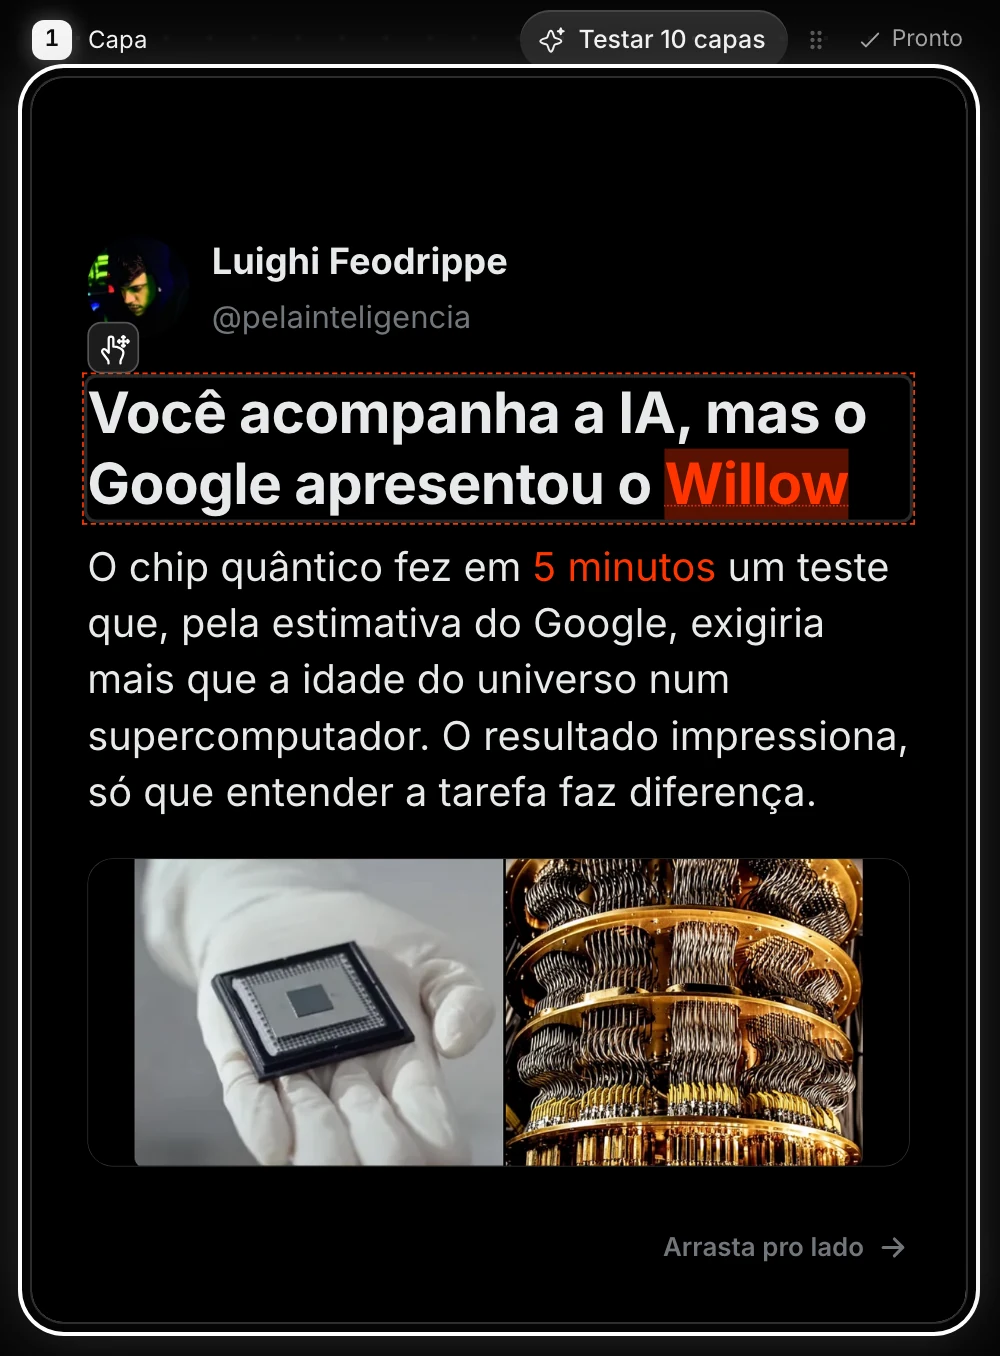 1 Capa
Testar 10 capas
Pronto
Luighi Feodrippe
@pelainteligencia
Você acompanha a IA, mas o
Google apresentou o Willow
O chip quântico fez em 5 minutos um teste
que, pela estimativa do Google, exigiria
mais que a idade do universo num
supercomputador. O resultado impressiona,
só que entender a tarefa faz diferença.
Arrasta pro lado →